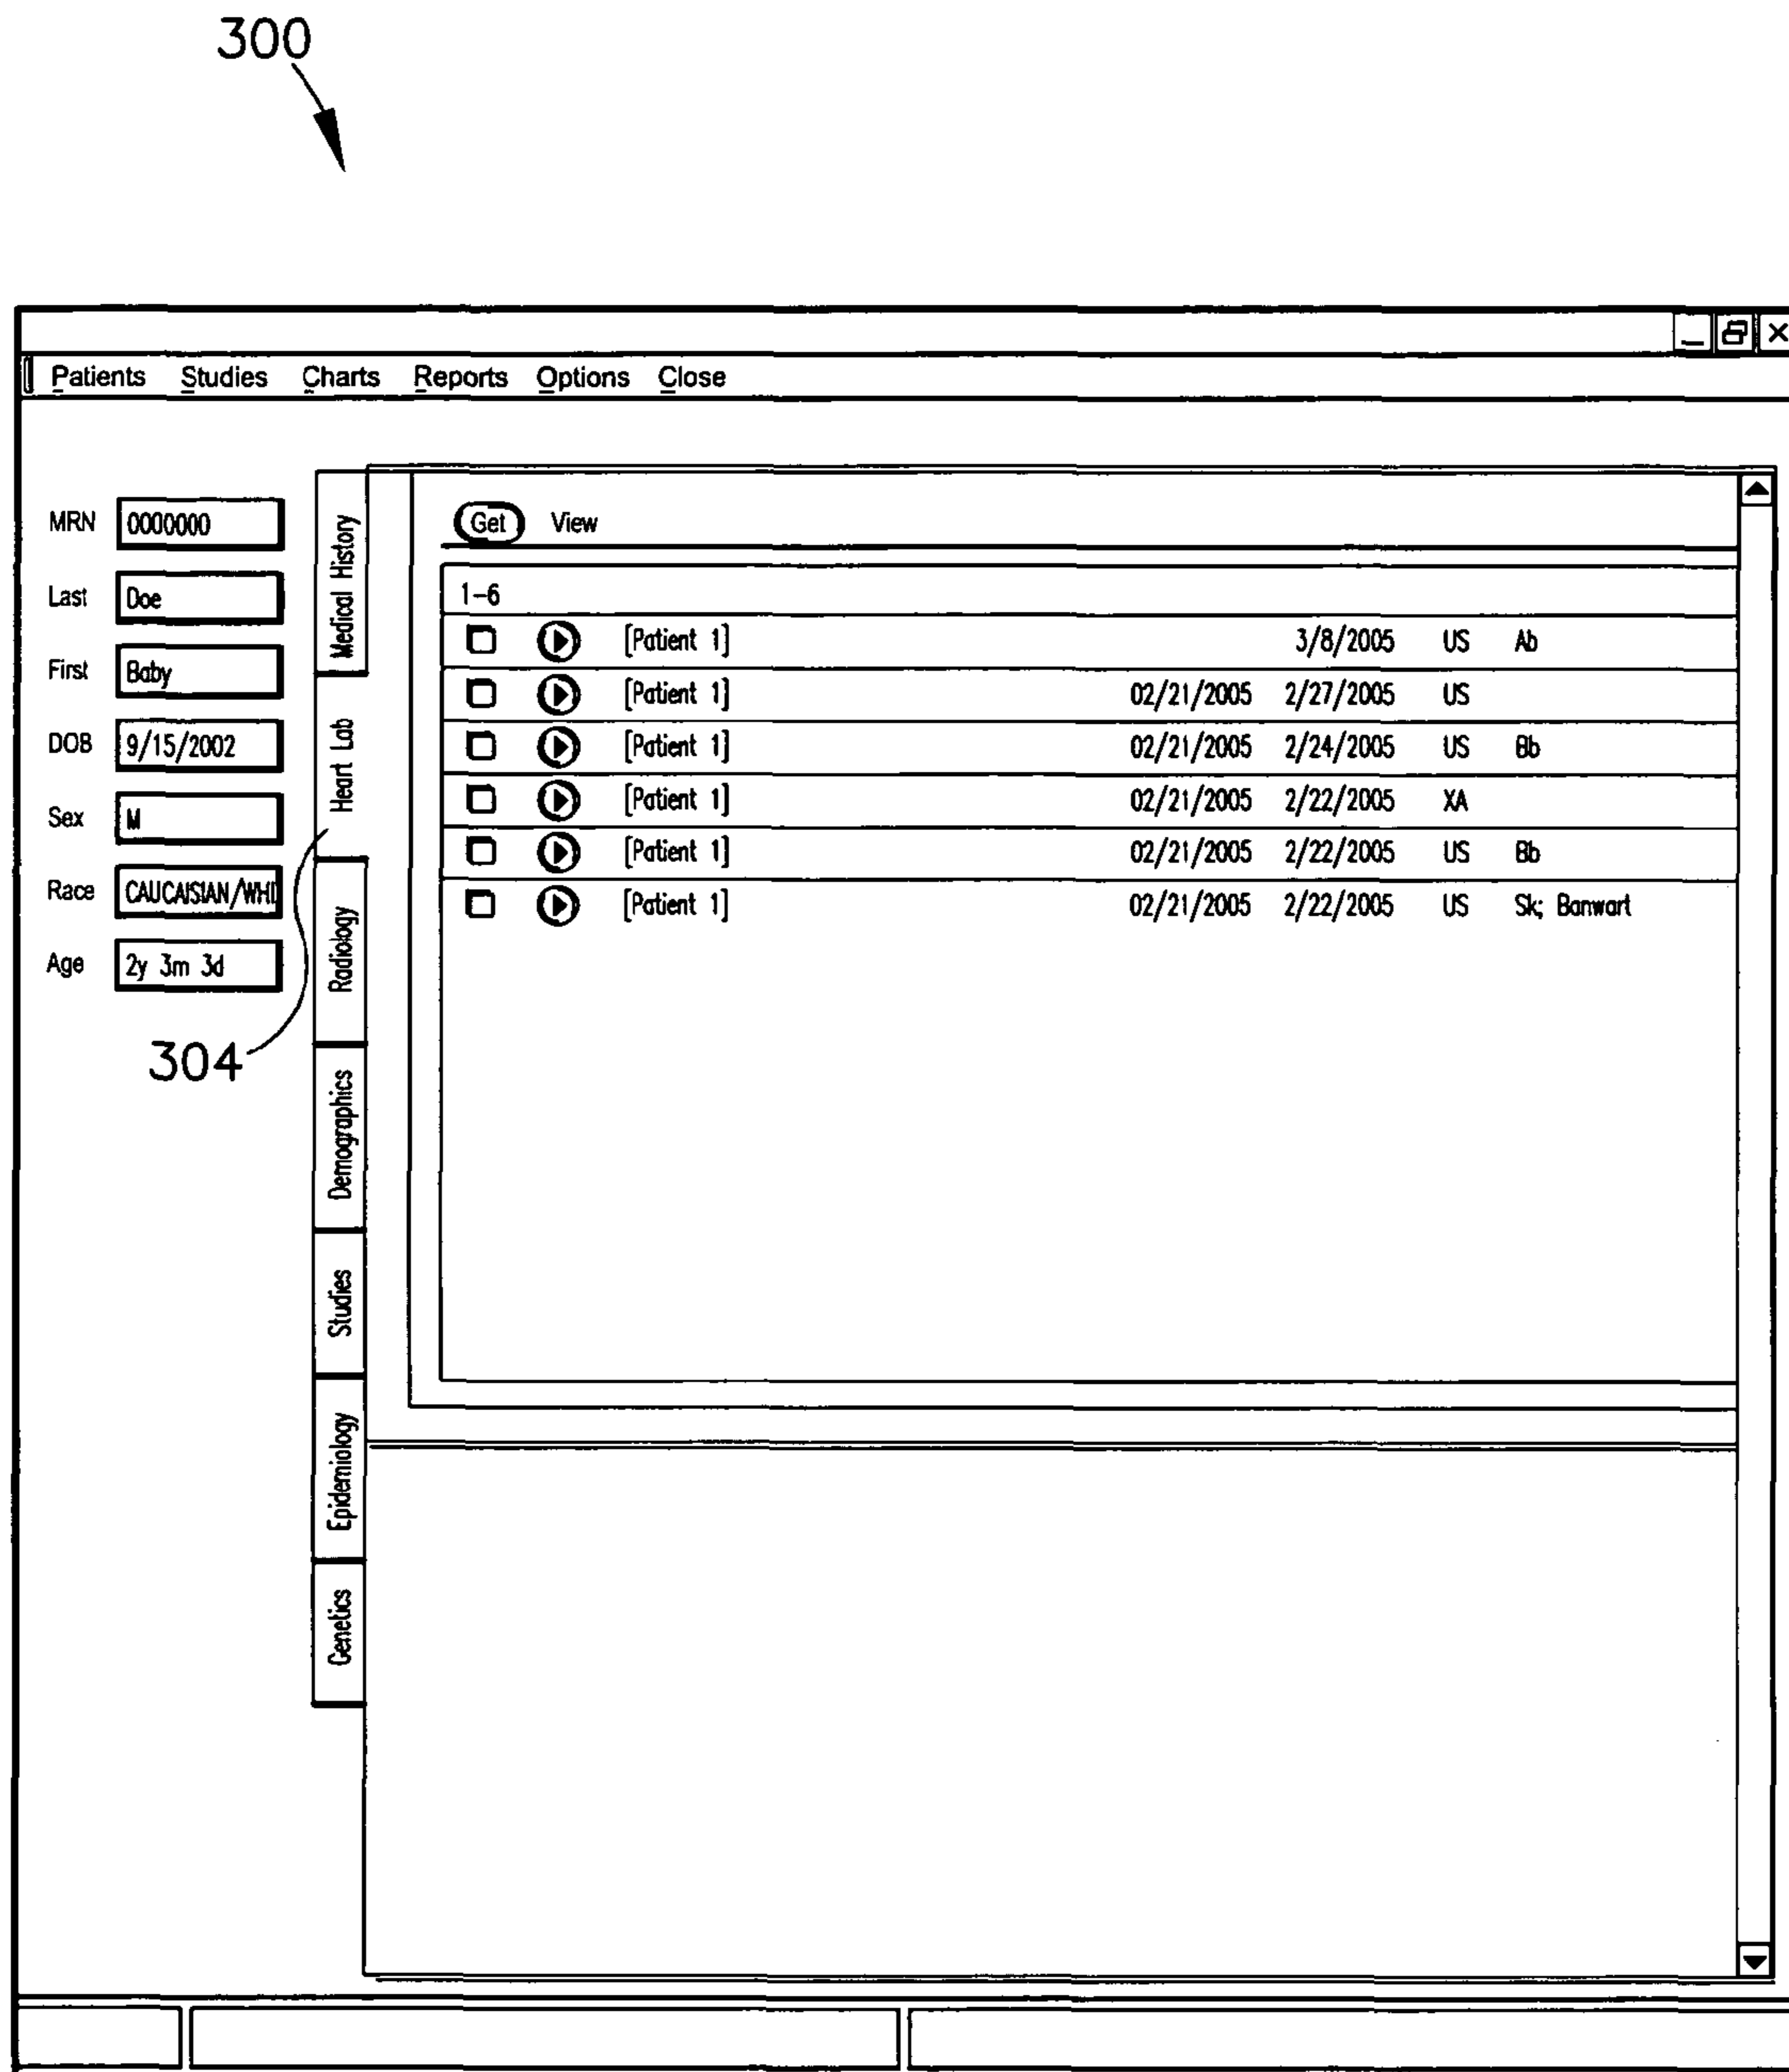 300
Patients Studies Charts Reports Options Close
MRN 0000000
Last Doe
First Baby
DOB 9/15/2002
Sex M
Race CAUCAISIAN/WHI
Age 2y 3m 3d
304
Medical History
Heart Lab
Radiology
Demographics
Studies
Epidemiology
Genetics
Get View
1-6
[Patient 1] 3/8/2005 US Ab
[Patient 1] 02/21/2005 2/27/2005 US
[Patient 1] 02/21/2005 2/24/2005 US Bb
[Patient 1] 02/21/2005 2/22/2005 XA
[Patient 1] 02/21/2005 2/22/2005 US Bb
[Patient 1] 02/21/2005 2/22/2005 US Sk; Banwart